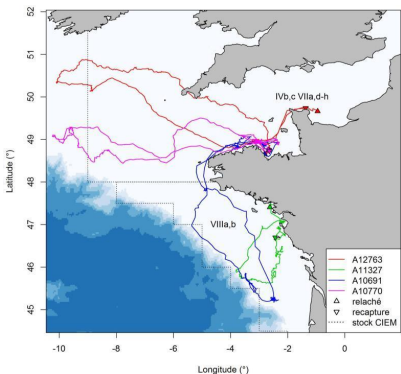 52
51
50
49
48
47
46
45
Latitude (°)
IVb,c VIIa,d-h
VIIIa,b
A12763
A11327
A10691
A10770
relaché
recapture
stock CIEM
-10
-8
-6
-4
-2
0
Longitude (°)